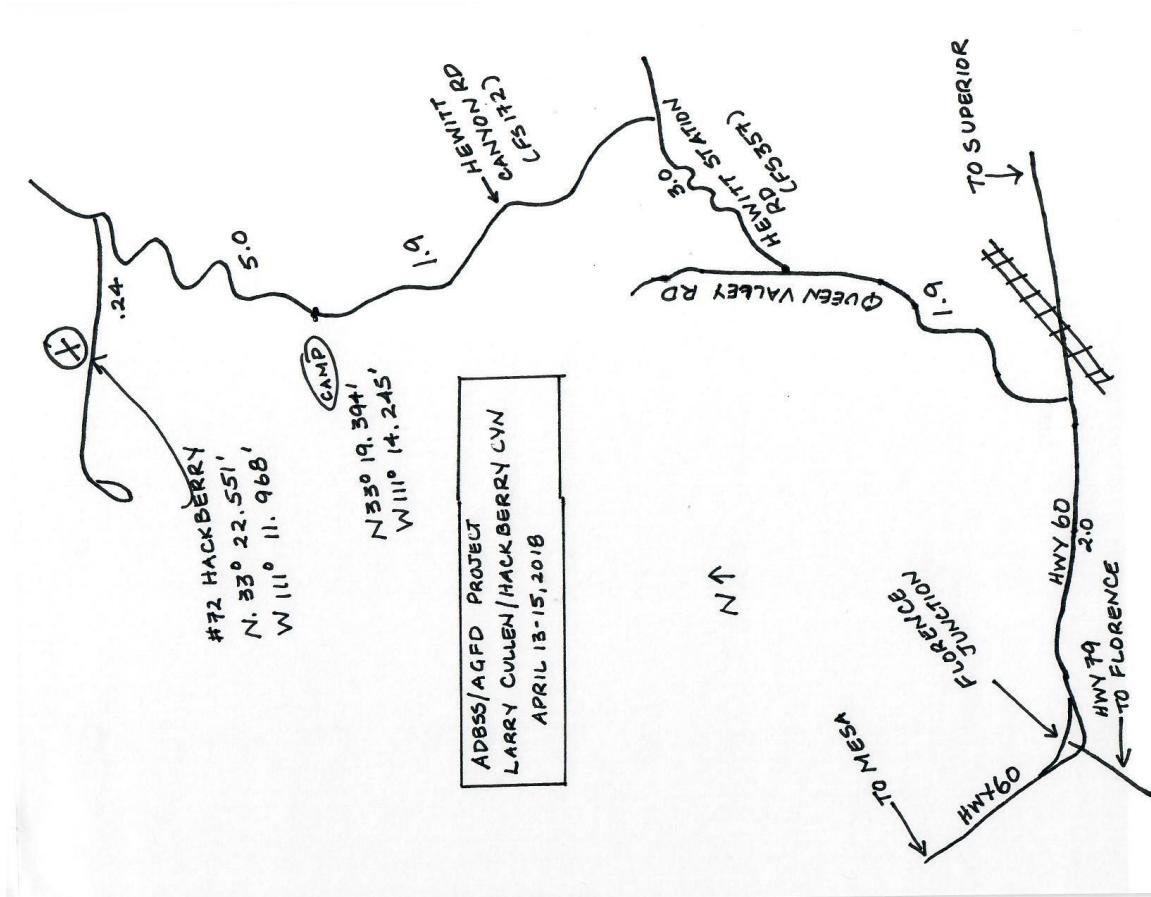 #72 HACKBERRY
N. 33° 22.551'
W 111° 11.968'
.24
5.0
CAMP
N33° 19.394'
W111° 14.245'
1.9
HEWITT
CANYON RD
(FS172)
ADBSS/AGFD PROJECT
LARRY CULLEN/HACKBERRY CYN
APRIL 13-15, 2018
3.0
HEWITT STATION
RD
(FS357)
QUEEN VALLEY RD
N↑
1.9
TO SUPERIOR
TO MESA
HWY60
FLORENCE
JUNCTION
HWY 60
2.0
HWY 79
TO FLORENCE